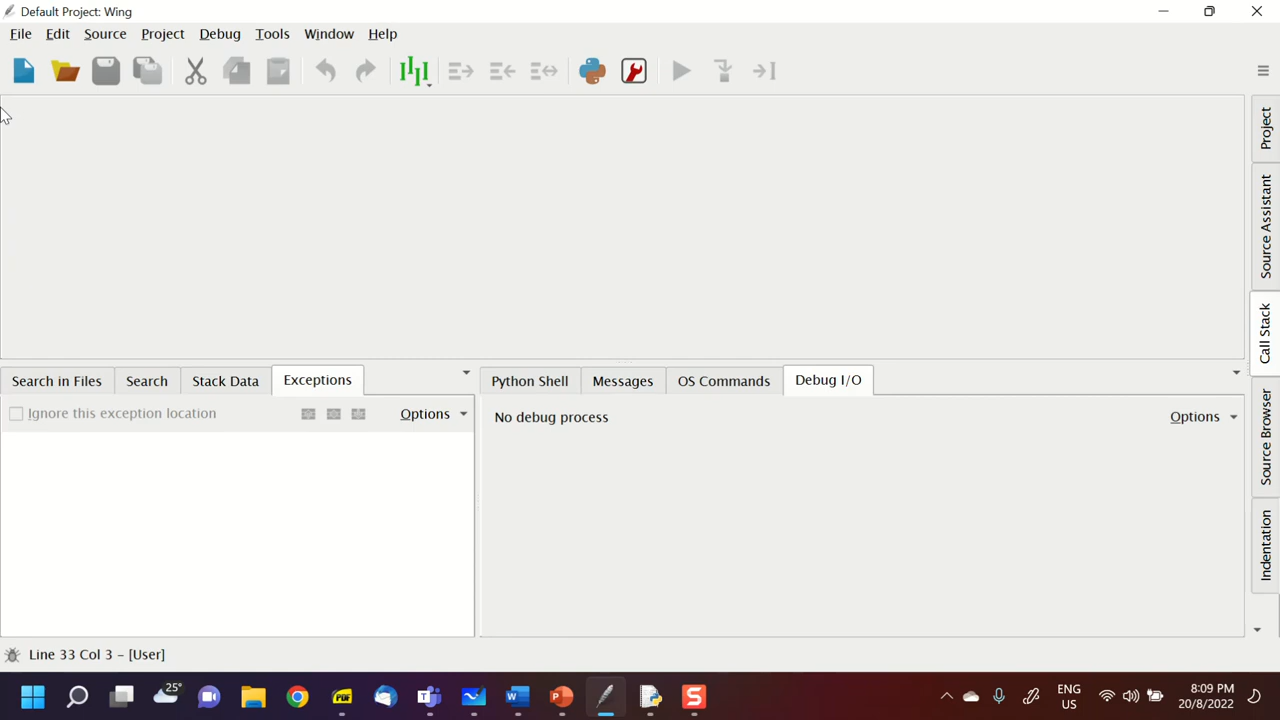 Default Project: Wing
File Edit Source Project Debug Tools Window Help
Project
Source Assistant
Call Stack
Source Browser
Indentation
Search in Files Search Stack Data Exceptions
Ignore this exception location Options
Python Shell Messages OS Commands Debug I/O
No debug process Options
Line 33 Col 3 – [User]
25°
PDF
ENG
US
8:09 PM
20/8/2022